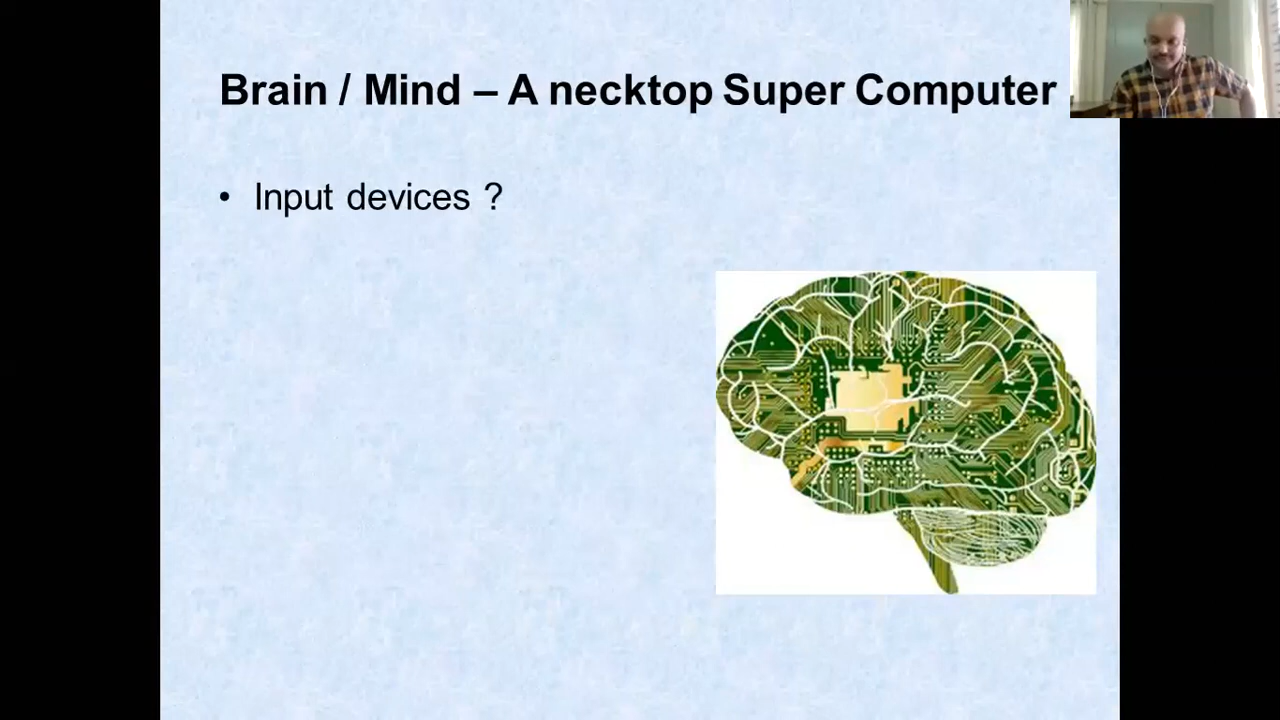 Brain / Mind – A necktop Super Computer
• Input devices ?